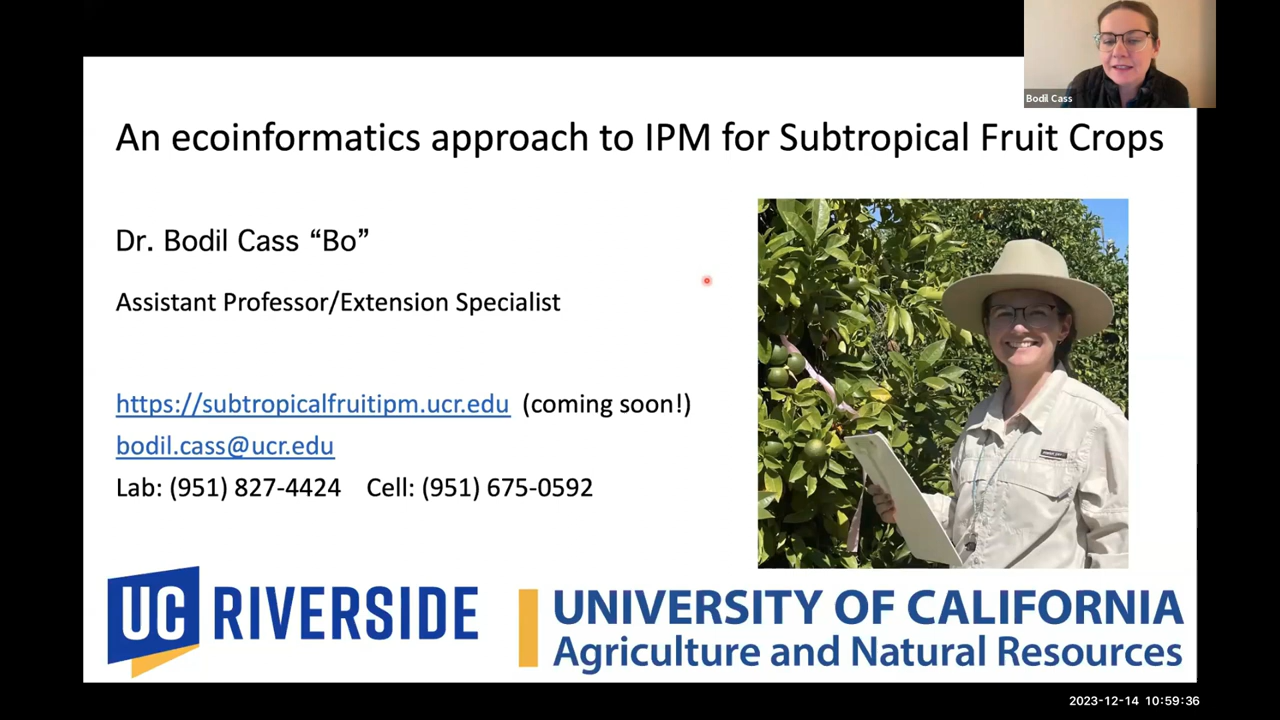 Bodil Cass
An ecoinformatics approach to IPM for Subtropical Fruit Crops
Dr. Bodil Cass “Bo”
Assistant Professor/Extension Specialist
https://subtropicalfruitipm.ucr.edu (coming soon!)
bodil.cass@ucr.edu
Lab: (951) 827-4424 Cell: (951) 675-0592
UC RIVERSIDE
UNIVERSITY OF CALIFORNIA
Agriculture and Natural Resources
2023-12-14 10:59:36